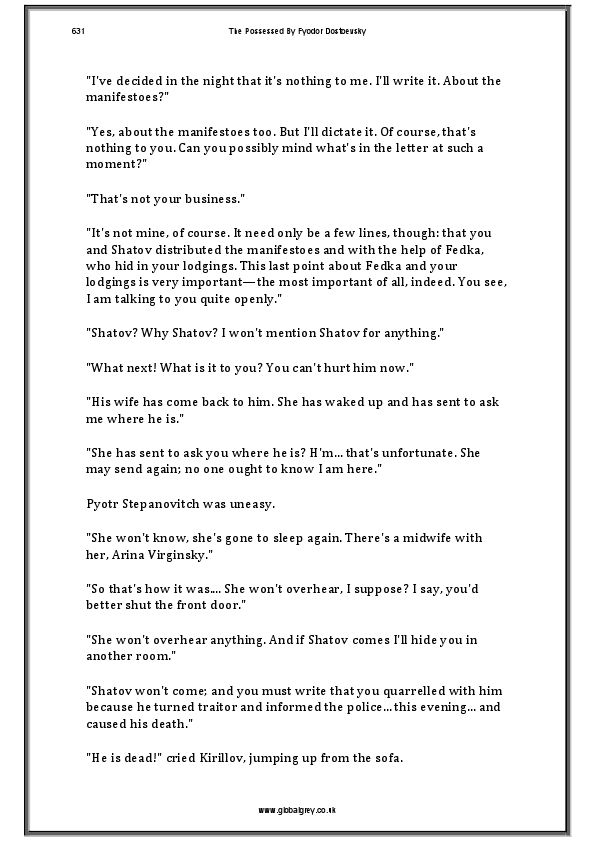 631 The Possessed By Fyodor Dostoevsky
"I've decided in the night that it's nothing to me. I'll write it. About the
manifestoes?"
"Yes, about the manifestoes too. But I'll dictate it. Of course, that's
nothing to you. Can you possibly mind what's in the letter at such a
moment?"
"That's not your business."
"It's not mine, of course. It need only be a few lines, though: that you
and Shatov distributed the manifestoes and with the help of Fedka,
who hid in your lodgings. This last point about Fedka and your
lodgings is very important—the most important of all, indeed. You see,
I am talking to you quite openly."
"Shatov? Why Shatov? I won't mention Shatov for anything."
"What next! What is it to you? You can't hurt him now."
"His wife has come back to him. She has waked up and has sent to ask
me where he is."
"She has sent to ask you where he is? H'm... that's unfortunate. She
may send again; no one ought to know I am here."
Pyotr Stepanovitch was uneasy.
"She won't know, she's gone to sleep again. There's a midwife with
her, Arina Virginsky."
"So that's how it was.... She won't overhear, I suppose? I say, you'd
better shut the front door."
"She won't overhear anything. And if Shatov comes I'll hide you in
another room."
"Shatov won't come; and you must write that you quarrelled with him
because he turned traitor and informed the police... this evening... and
caused his death."
"He is dead!" cried Kirillov, jumping up from the sofa.
www.globalgrey.co.uk